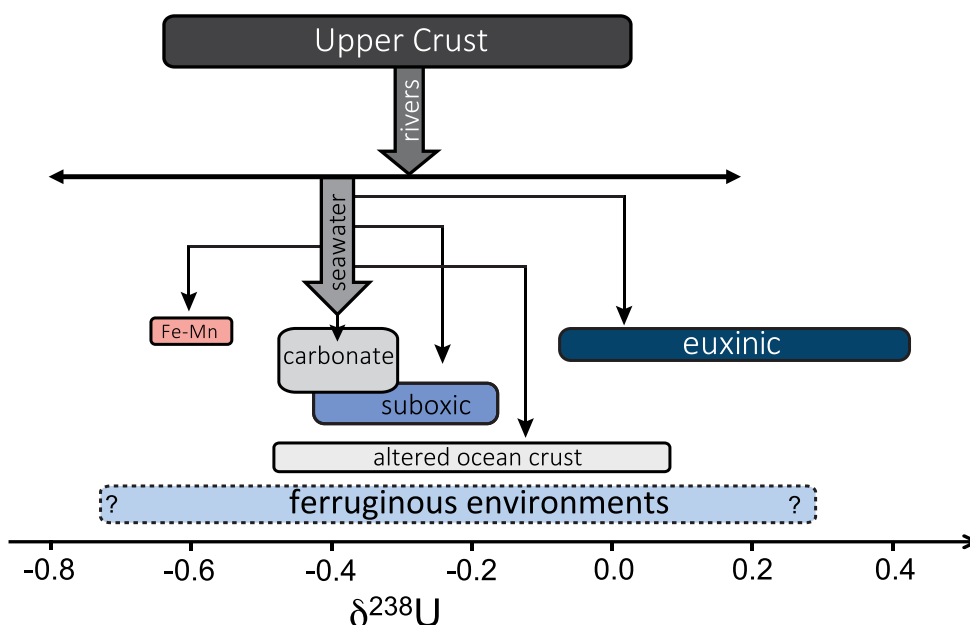 Upper Crust
rivers
seawater
Fe-Mn
carbonate
euxinic
suboxic
altered ocean crust
? ferruginous environments ?
-0.8 -0.6 -0.4 -0.2 0.0 0.2 0.4
δ²³⁸U